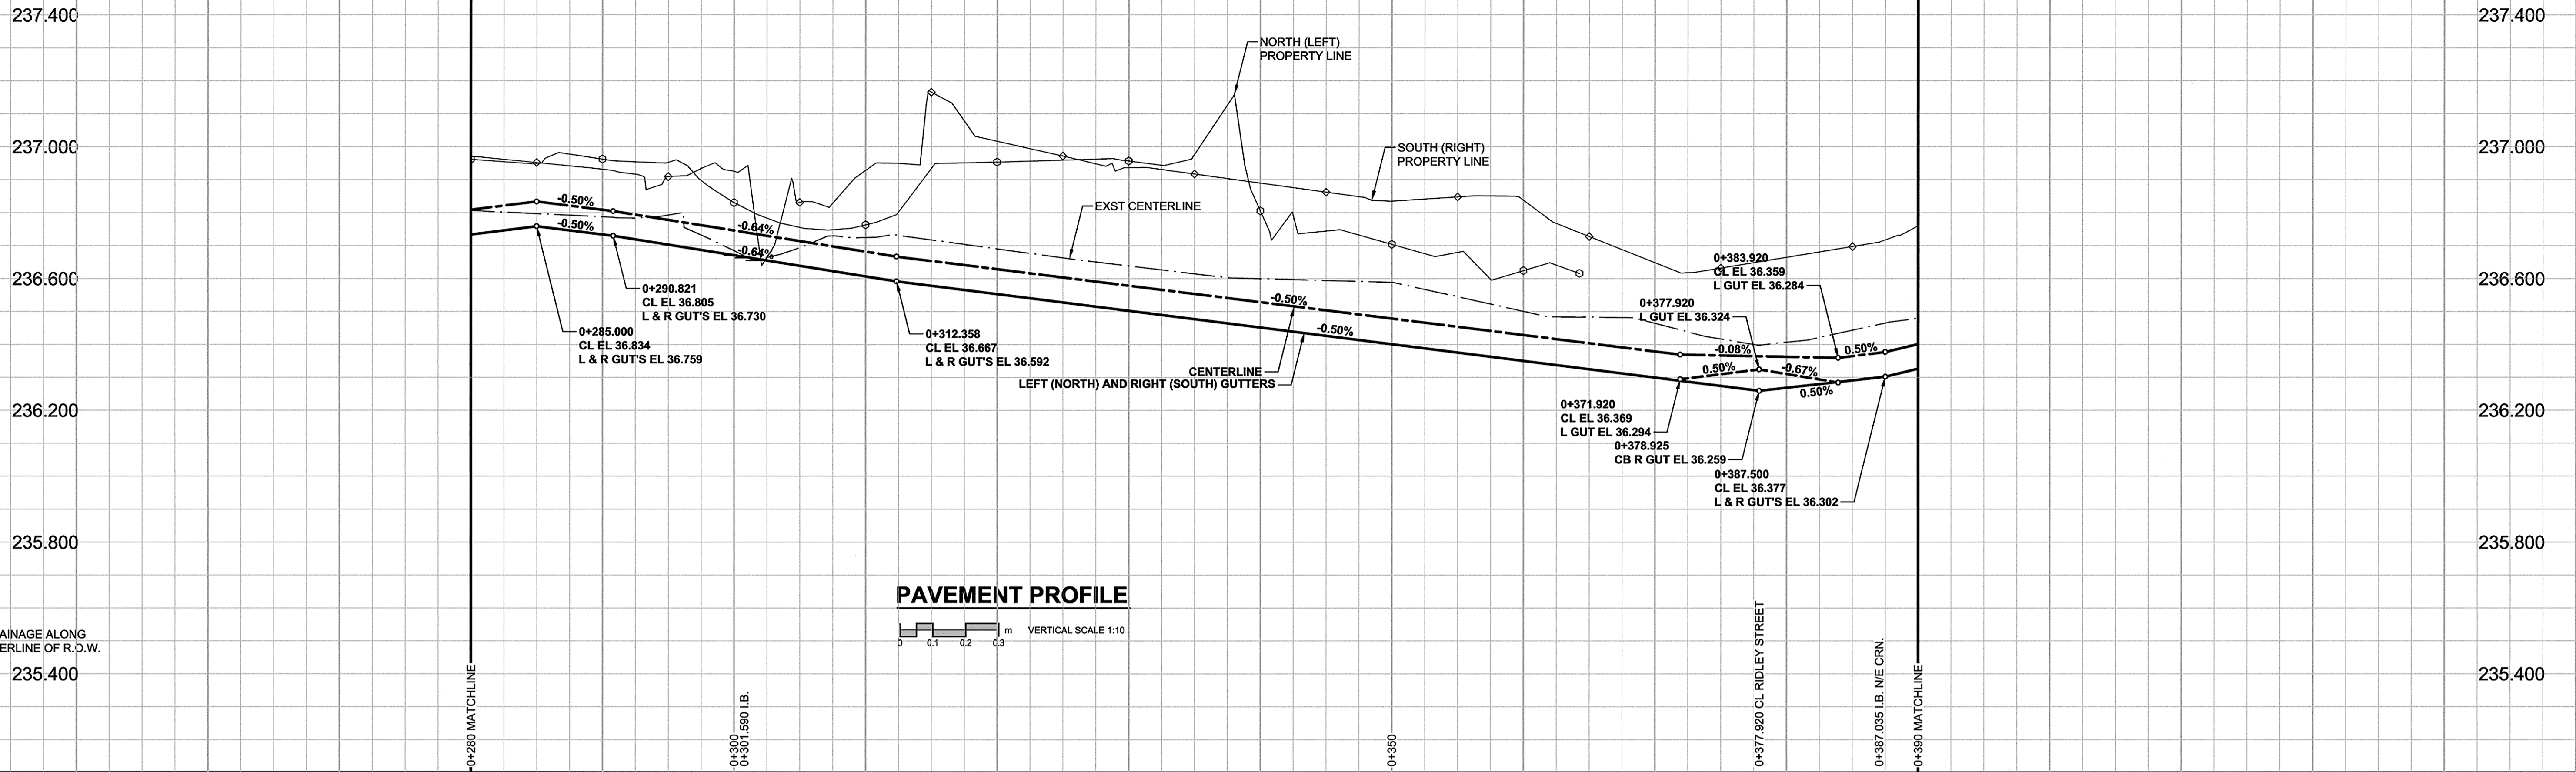 237.400
237.400
NORTH (LEFT)
PROPERTY LINE
237.000
237.000
SOUTH (RIGHT)
PROPERTY LINE
EXST CENTERLINE
-0.50%
-0.50%
-0.64%
-0.64%
236.600
236.600
0+290.821
CL EL 36.805
L & R GUT'S EL 36.730
0+285.000
CL EL 36.834
L & R GUT'S EL 36.759
0+312.358
CL EL 36.667
L & R GUT'S EL 36.592
-0.50%
-0.50%
CENTERLINE
LEFT (NORTH) AND RIGHT (SOUTH) GUTTERS
0+383.920
CL EL 36.359
L GUT EL 36.284
0+377.920
L GUT EL 36.324
-0.08%
0.50%
0.50%
-0.67%
0.50%
236.200
236.200
0+371.920
CL EL 36.369
L GUT EL 36.294
0+378.925
CB R GUT EL 36.259
0+387.500
CL EL 36.377
L & R GUT'S EL 36.302
235.800
235.800
PAVEMENT PROFILE
m
VERTICAL SCALE 1:10
0 0.1 0.2 0.3
AINAGE ALONG
ERLINE OF R.O.W.
235.400
235.400
0+280 MATCHLINE
0+300
0+301.590 I.B.
0+350
0+377.920 CL RIDLEY STREET
0+387.035 I.B. N/E CRN.
0+390 MATCHLINE